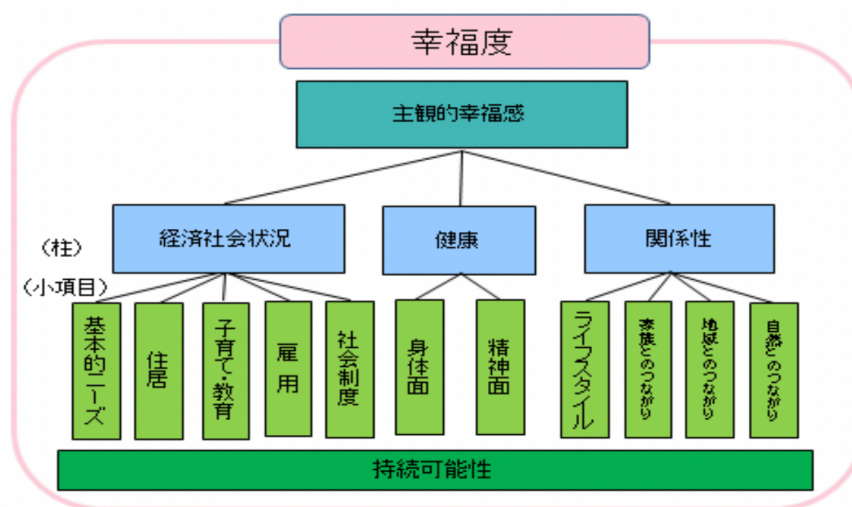 幸福度
主観的幸福感
(柱)
経済社会状況
健康
関係性
(小項目)
基本的ニーズ
住居
子育て・教育
雇用
社会制度
身体面
精神面
ライフスタイル
家族とのつながり
地域とのつながり
自然とのつながり
持続可能性